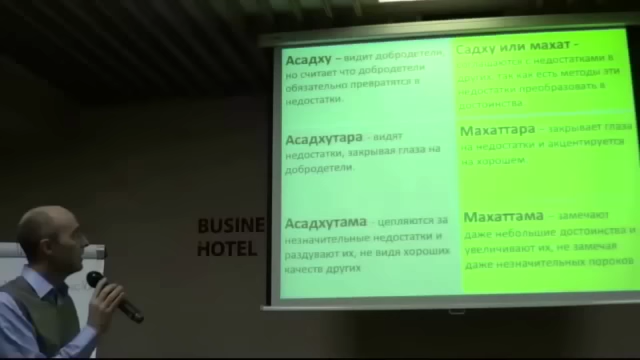 Асадху – видит добродетели,
но считает что добродетели
обязательно превратятся в
недостатки.
Садху или махат -
с недостатками в
других, так как есть методы эти
недостатки преобразовать в
достоинства
Асадхутара - видят
недостатки, закрывая глаза на
добродетели.
Махаттара - закрывает глаза
на недостатки и акцентируется
на хорошем.
Асадхутама - цепляются за
незначительные недостатки и
раздувают их, не видя хороших
качеств других
Махаттама - замечают
даже небольшие достоинства и
увеличивают их, не замечая
даже незначительных пороков
BUSINE
HOTEL